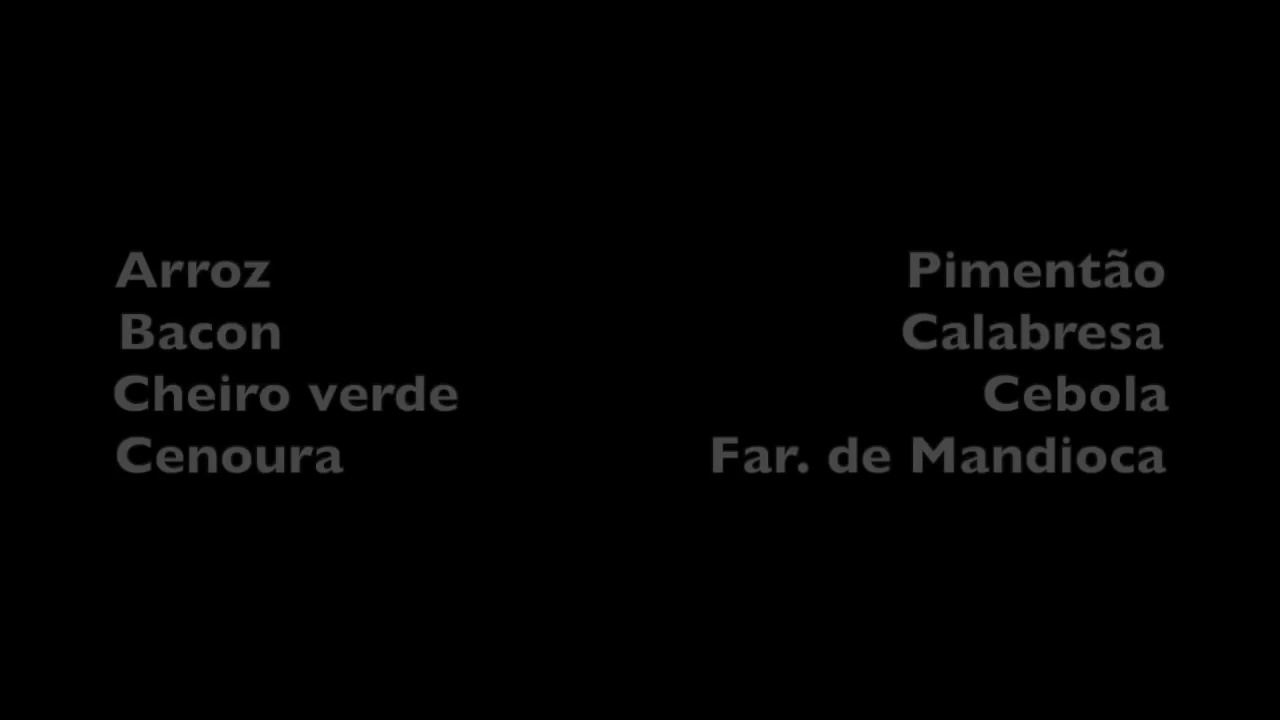 Arroz
Bacon
Cheiro verde
Cenoura
Pimentão
Calabresa
Cebola
Far. de Mandioca